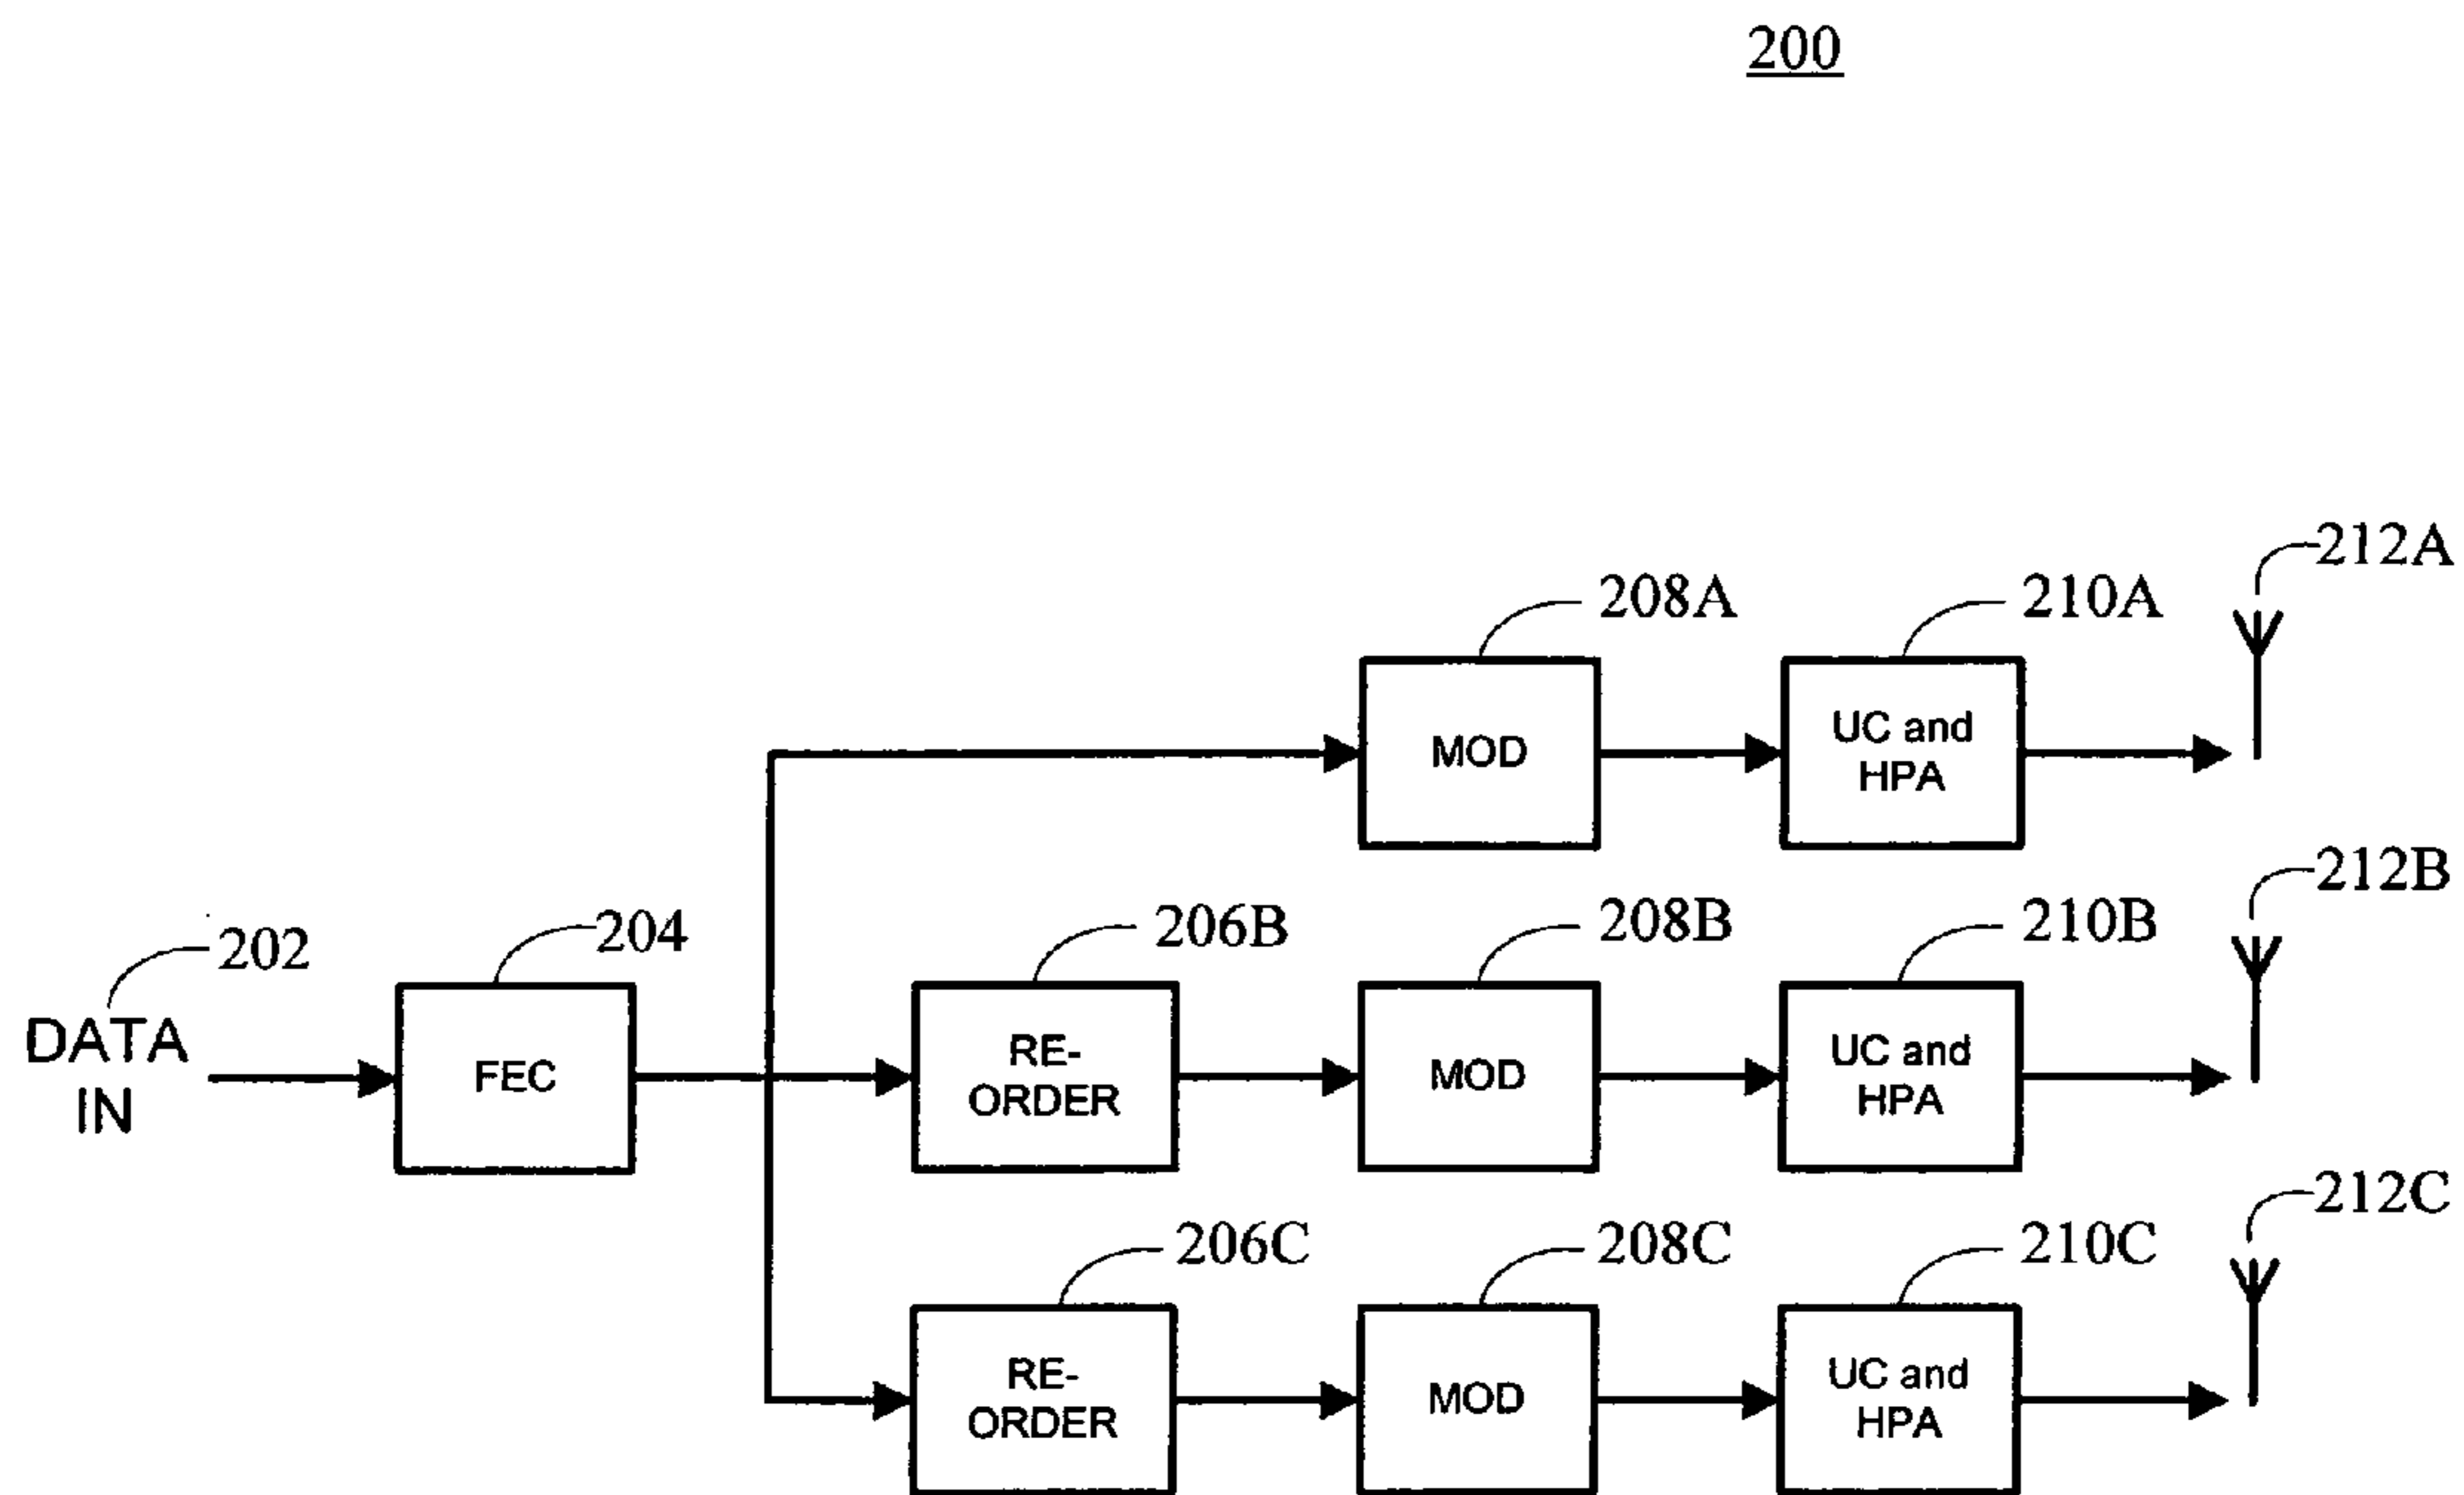 200
212A
208A
210A
MOD
UC and
HPA
212B
202
204
206B
208B
210B
DATA
IN
FEC
RE-
ORDER
MOD
UC and
HPA
212C
206C
208C
210C
RE-
ORDER
MOD
UC and
HPA